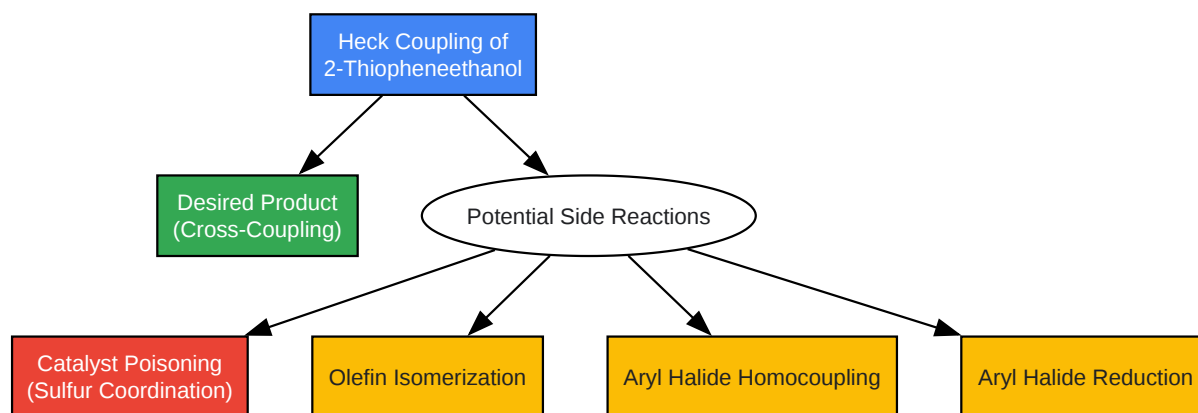 Heck Coupling of
2-Thiopheneethanol
Desired Product
(Cross-Coupling)
Potential Side Reactions
Catalyst Poisoning
(Sulfur Coordination)
Olefin Isomerization
Aryl Halide Homocoupling
Aryl Halide Reduction